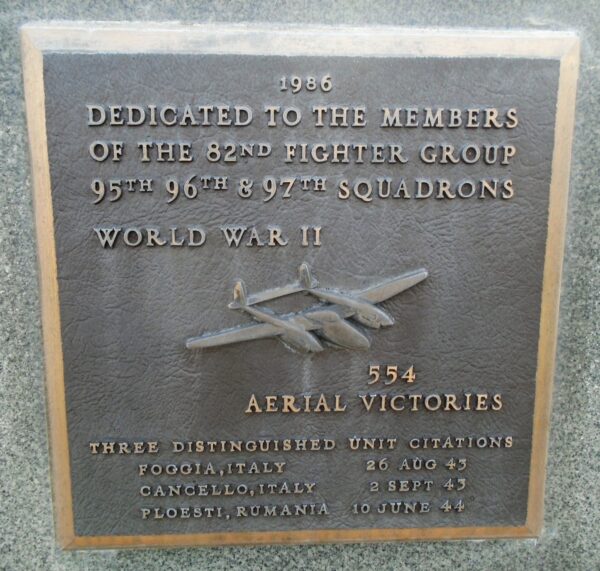 1986
DEDICATED TO THE MEMBERS
OF THE 82ND FIGHTER GROUP
95TH 96TH & 97TH SQUADRONS
WORLD WAR II
554
AERIAL VICTORIES
THREE DISTINGUISHED UNIT CITATIONS
FOGGIA, ITALY 26 AUG 43
CANCELLO, ITALY 2 SEPT 43
PLOESTI, RUMANIA 10 JUNE 44